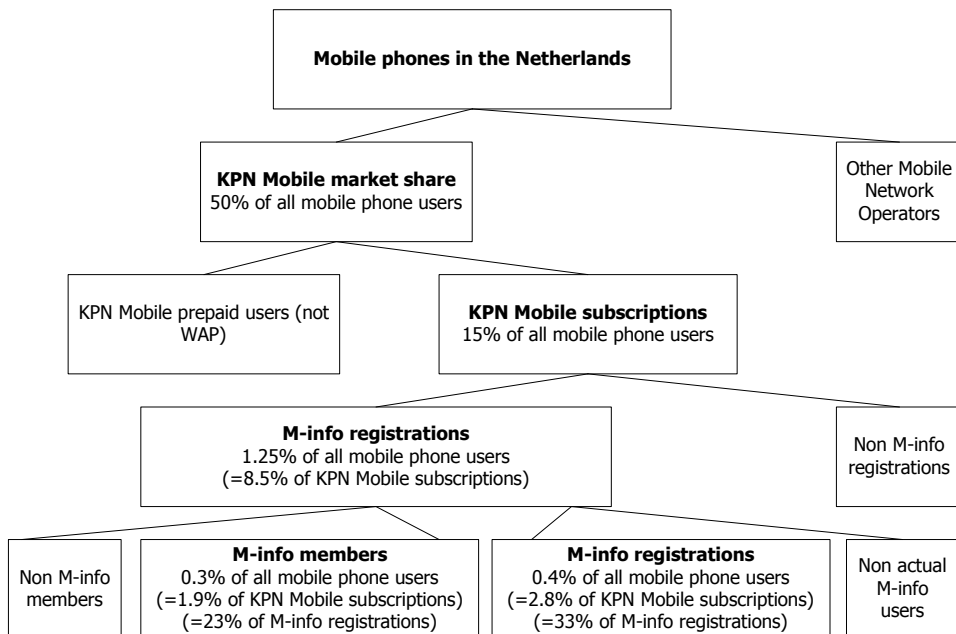 Mobile phones in the Netherlands
KPN Mobile market share
50% of all mobile phone users
Other Mobile
Network
Operators
KPN Mobile prepaid users (not
WAP)
KPN Mobile subscriptions
15% of all mobile phone users
M-info registrations
1.25% of all mobile phone users
(=8.5% of KPN Mobile subscriptions)
Non M-info
registrations
Non M-info
members
M-info members
0.3% of all mobile phone users
(=1.9% of KPN Mobile subscriptions)
(=23% of M-info registrations)
M-info registrations
0.4% of all mobile phone users
(=2.8% of KPN Mobile subscriptions)
(=33% of M-info registrations)
Non actual
M-info
users